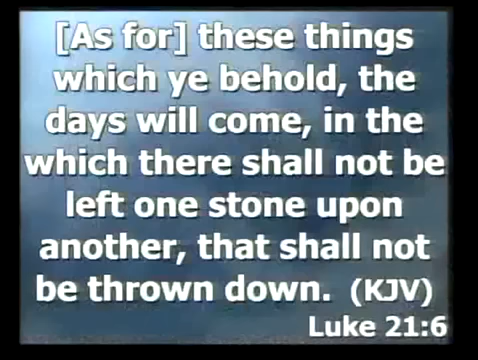 [As for] these things
which ye behold, the
days will come, in the
which there shall not be
left one stone upon
another, that shall not
be thrown down. (KJV)
Luke 21:6